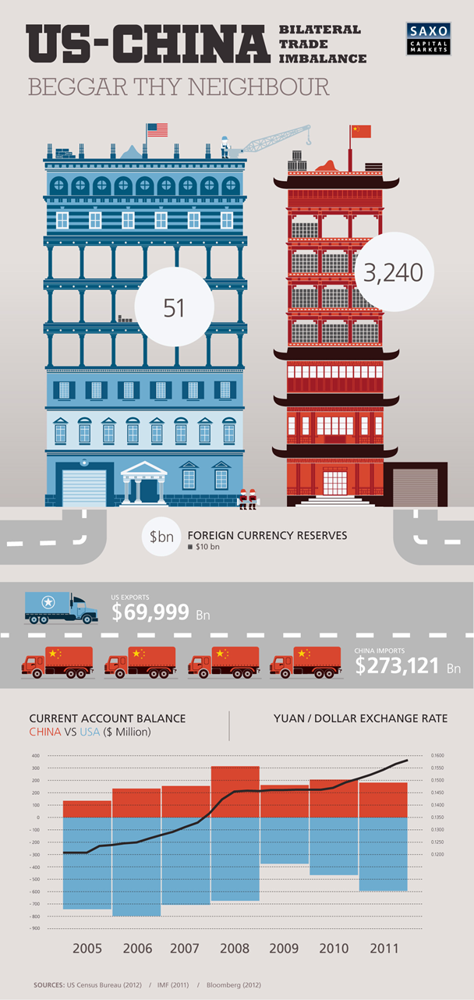 US-CHINA
BILATERAL
TRADE
IMBALANCE
SAXO
CAPITAL
MARKETS
BEGGAR THY NEIGHBOUR
51
3,240
$bn
FOREIGN CURRENCY RESERVES
$10 bn
US EXPORTS
$69,999 Bn
CHINA IMPORTS
$273,121 Bn
CURRENT ACCOUNT BALANCE
CHINA VS USA ($ Million)
YUAN / DOLLAR EXCHANGE RATE
400
300
200
100
0
- 100
- 200
- 300
- 400
- 500
- 600
- 700
- 800
- 900
0.1600
0.1550
0.1500
0.1450
0.1400
0.1350
0.1300
0.1250
0.1200
2005 2006 2007 2008 2009 2010 2011
SOURCES: US Census Bureau (2012) / IMF (2011) / Bloomberg (2012)